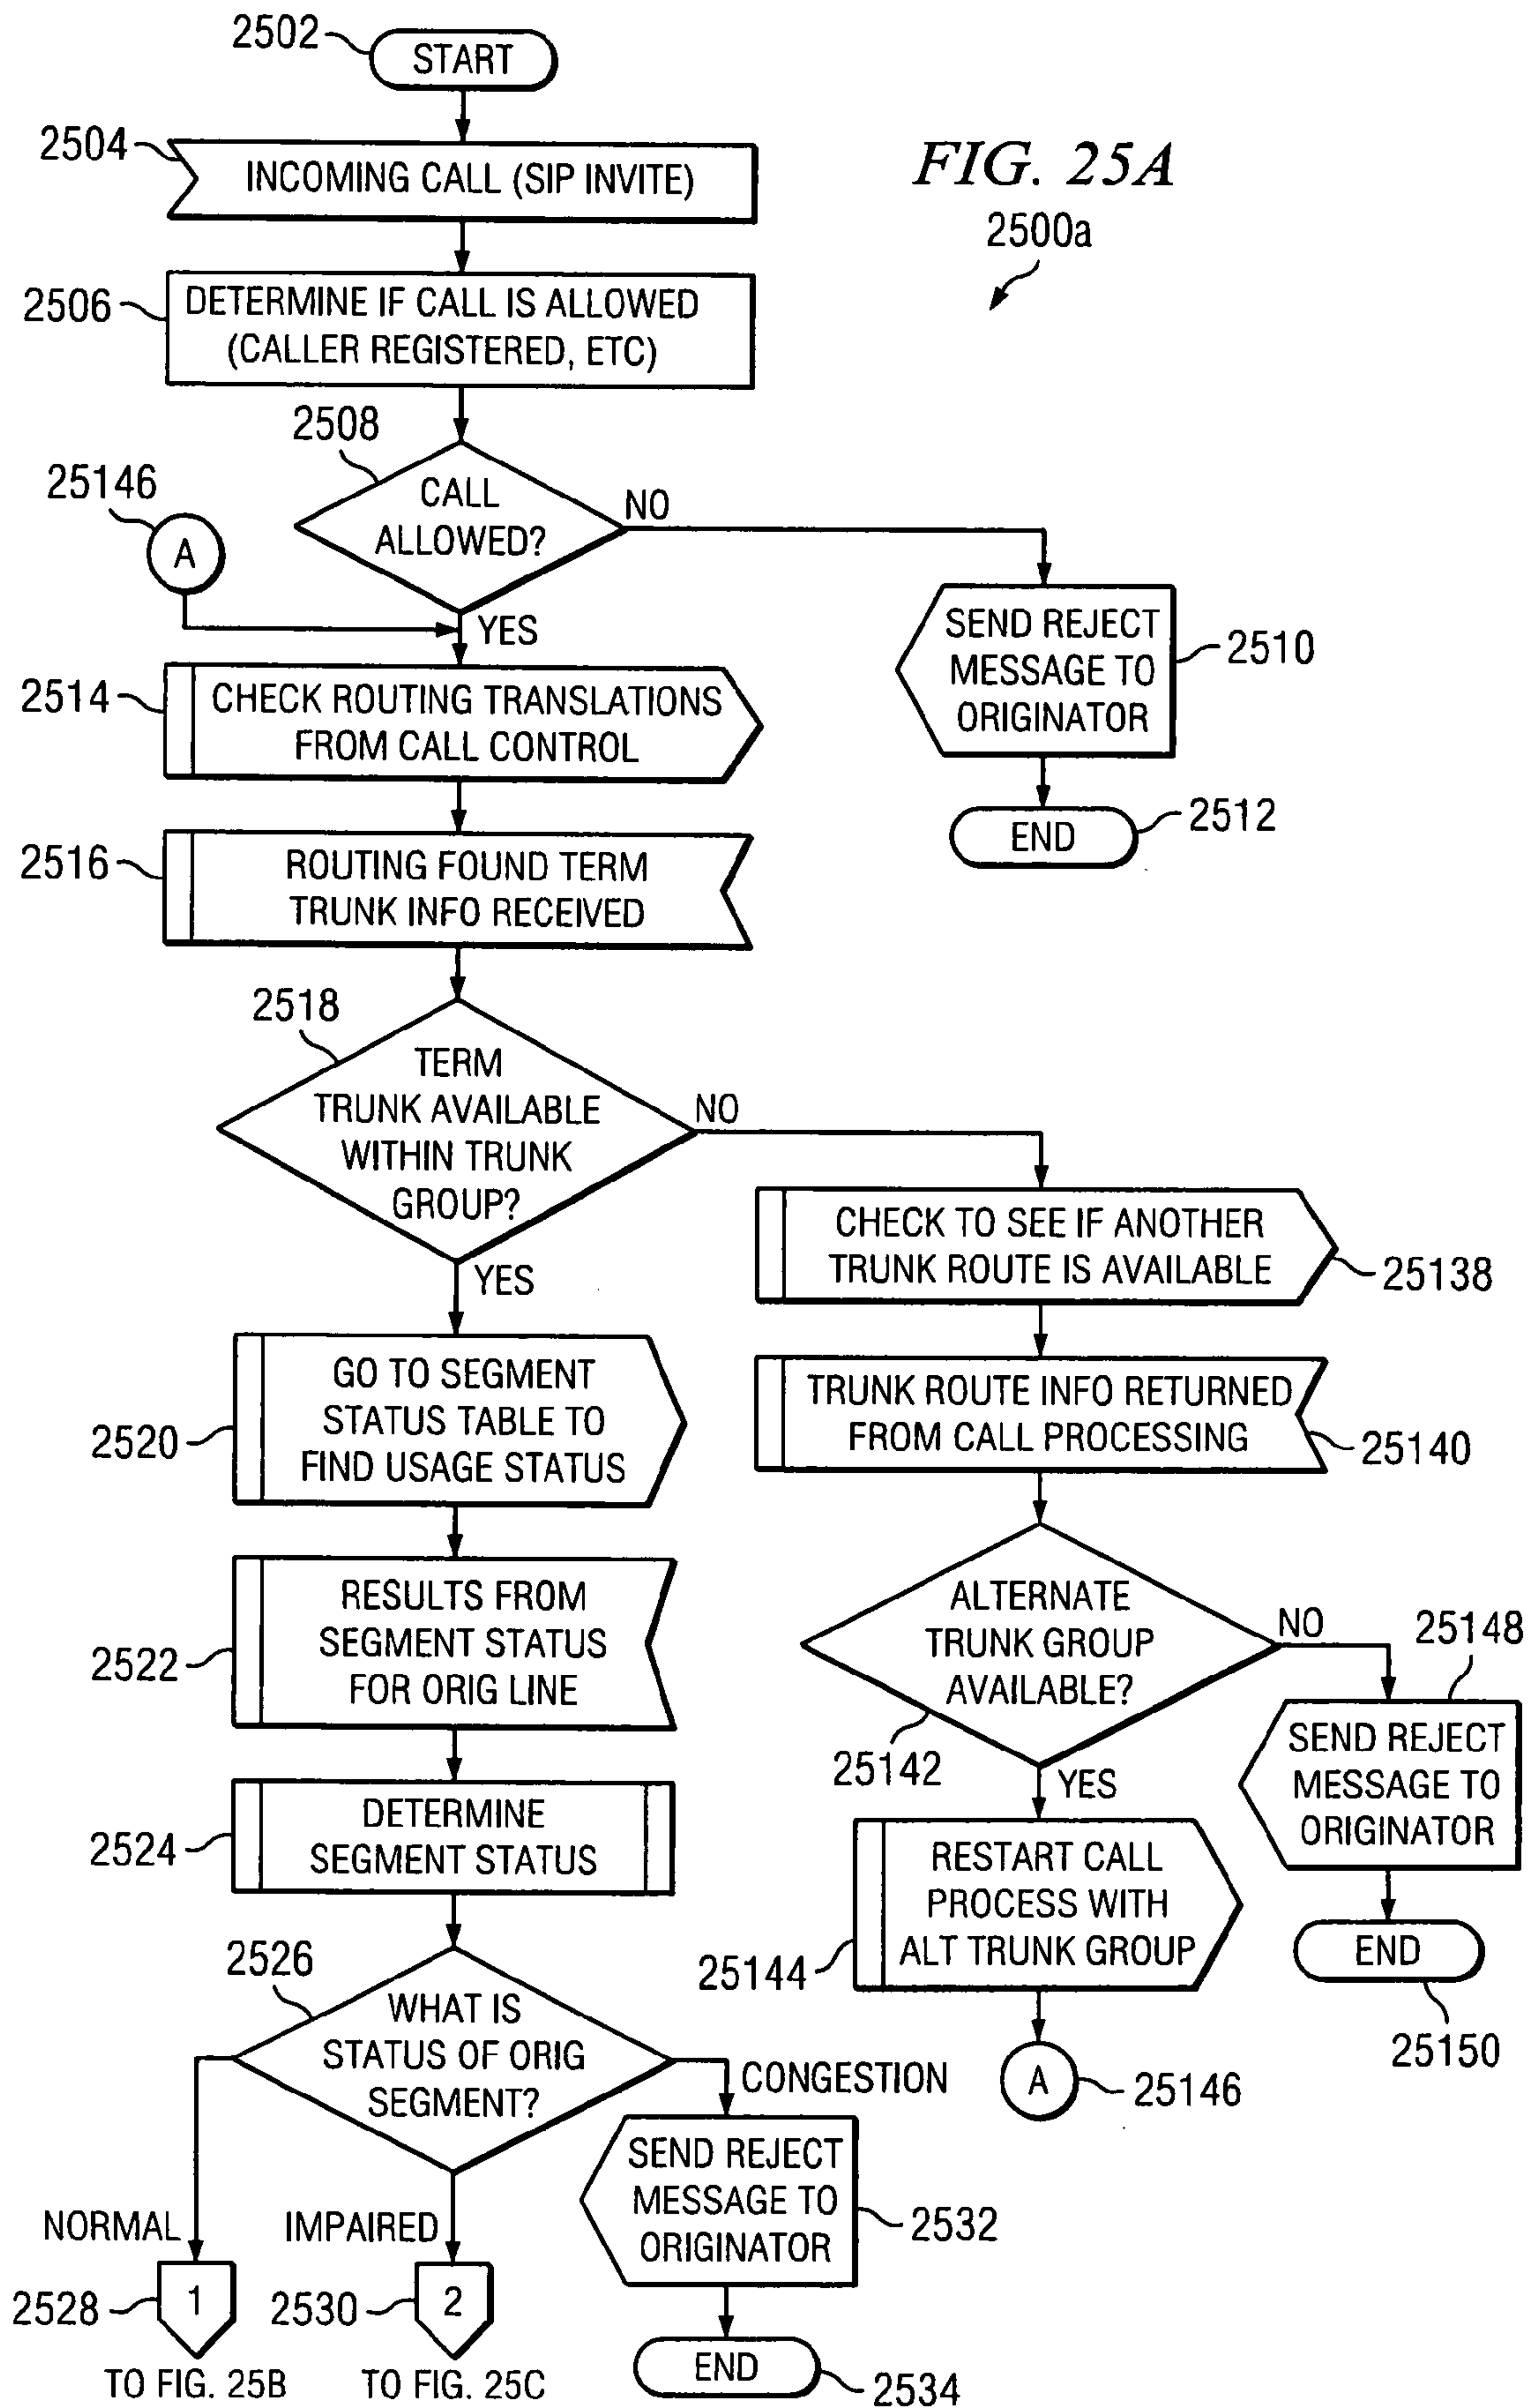 2502
START
2504
INCOMING CALL (SIP INVITE)
FIG. 25A
2500a
2506
DETERMINE IF CALL IS ALLOWED
(CALLER REGISTERED, ETC)
2508
CALL
ALLOWED?
NO
25146
A
YES
SEND REJECT
MESSAGE TO
ORIGINATOR
2510
END
2512
2514
CHECK ROUTING TRANSLATIONS
FROM CALL CONTROL
2516
ROUTING FOUND TERM
TRUNK INFO RECEIVED
2518
TERM
TRUNK AVAILABLE
WITHIN TRUNK
GROUP?
NO
YES
CHECK TO SEE IF ANOTHER
TRUNK ROUTE IS AVAILABLE
25138
2520
GO TO SEGMENT
STATUS TABLE TO
FIND USAGE STATUS
TRUNK ROUTE INFO RETURNED
FROM CALL PROCESSING
25140
2522
RESULTS FROM
SEGMENT STATUS
FOR ORIG LINE
ALTERNATE
TRUNK GROUP
AVAILABLE?
25142
NO
25148
YES
SEND REJECT
MESSAGE TO
ORIGINATOR
2524
DETERMINE
SEGMENT STATUS
25144
RESTART CALL
PROCESS WITH
ALT TRUNK GROUP
END
25150
2526
WHAT IS
STATUS OF ORIG
SEGMENT?
CONGESTION
A
25146
SEND REJECT
MESSAGE TO
ORIGINATOR
2532
NORMAL
IMPAIRED
2528
1
2530
2
TO FIG. 25B
TO FIG. 25C
END
2534